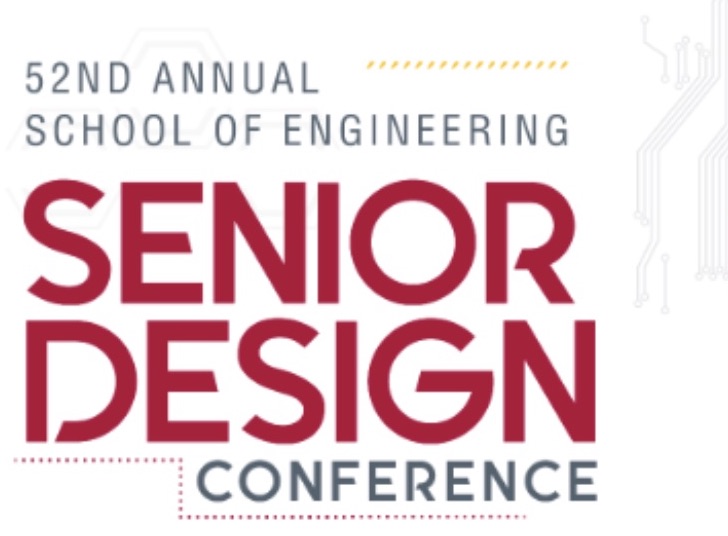 52ND ANNUAL
SCHOOL OF ENGINEERING
SENIOR
DESIGN
CONFERENCE